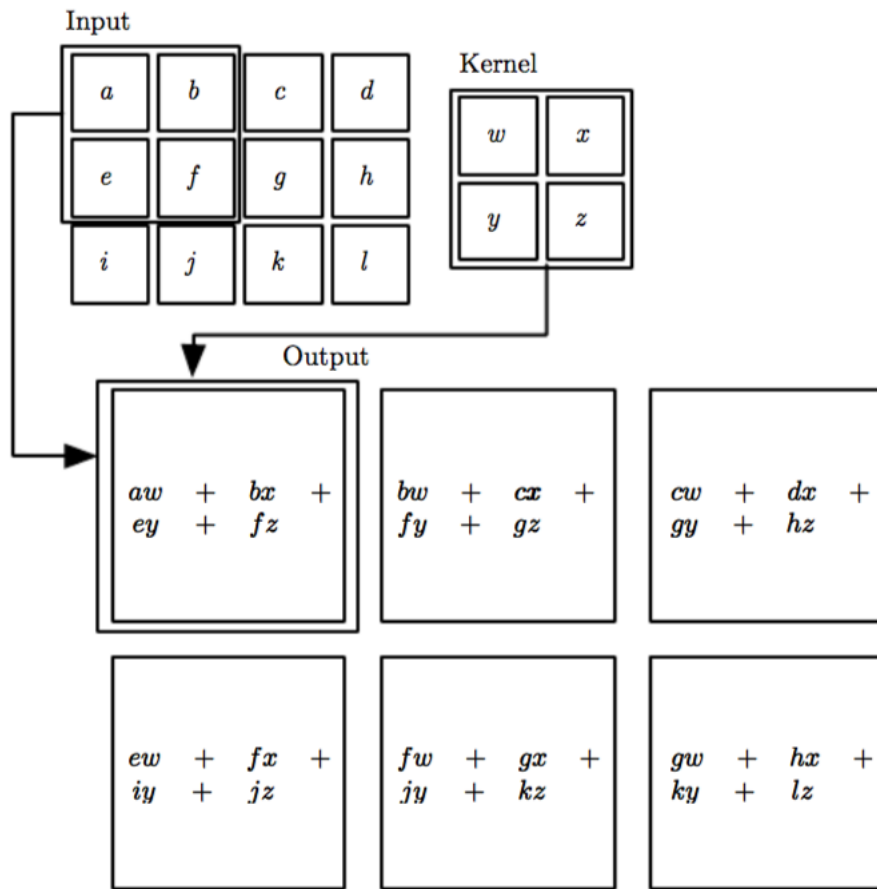 Input
a b c d
e f g h
i j k l
Kernel
w x
y z
Output
aw + bx +
ey + fz
bw + cx +
fy + gz
cw + dx +
gy + hz
ew + fx +
iy + jz
fw + gx +
jy + kz
gw + hx +
ky + lz